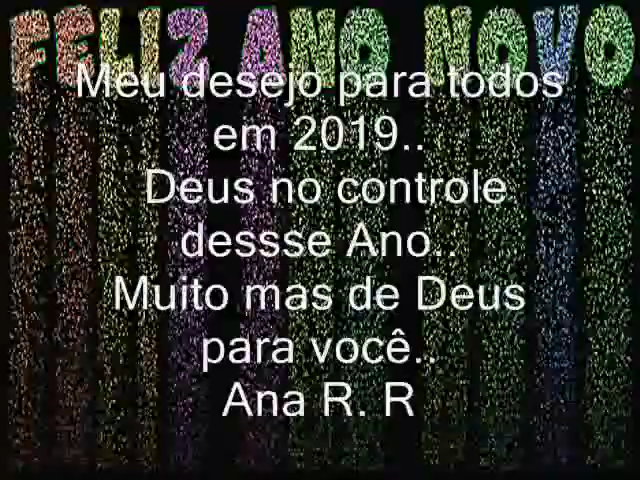 FELIZ ANO NOVO
Meu desejo para todos
em 2019..
Deus no controle
dessse Ano..
Muito mas de Deus
para você..
Ana R. R